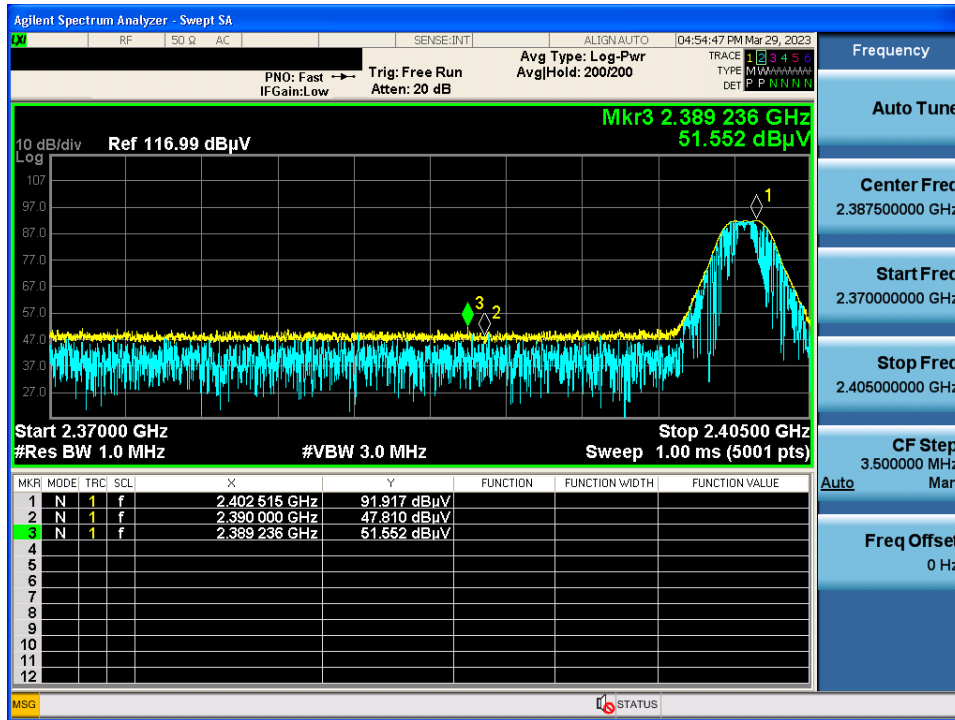 Agilent Spectrum Analyzer - Swept SA
LXI RF 50 Ω AC SENSE:INT ALIGN AUTO 04:54:47 PM Mar 29, 2023
PNO: Fast Trig: Free Run Avg Type: Log-Pwr TRACE 1 2 3 4 5 6
IFGain:Low Atten: 20 dB Avg|Hold: 200/200 TYPE M W W W W W
DET P P N N N N
Mkr3 2.389 236 GHz
51.552 dBµV
10 dB/div Ref 116.99 dBµV
Log
107
97.0
87.0
77.0
67.0
57.0
47.0
37.0
27.0
1
3
2
Start 2.37000 GHz Stop 2.40500 GHz
#Res BW 1.0 MHz #VBW 3.0 MHz Sweep 1.00 ms (5001 pts)
MKR MODE TRC SCL X Y FUNCTION FUNCTION WIDTH FUNCTION VALUE
1 N 1 f 2.402 515 GHz 91.917 dBµV
2 N 1 f 2.390 000 GHz 47.810 dBµV
3 N 1 f 2.389 236 GHz 51.552 dBµV
4
5
6
7
8
9
10
11
12
MSG STATUS
Frequency
Auto Tune
Center Freq
2.387500000 GHz
Start Freq
2.370000000 GHz
Stop Freq
2.405000000 GHz
CF Step
3.500000 MHz
Auto Man
Freq Offset
0 Hz